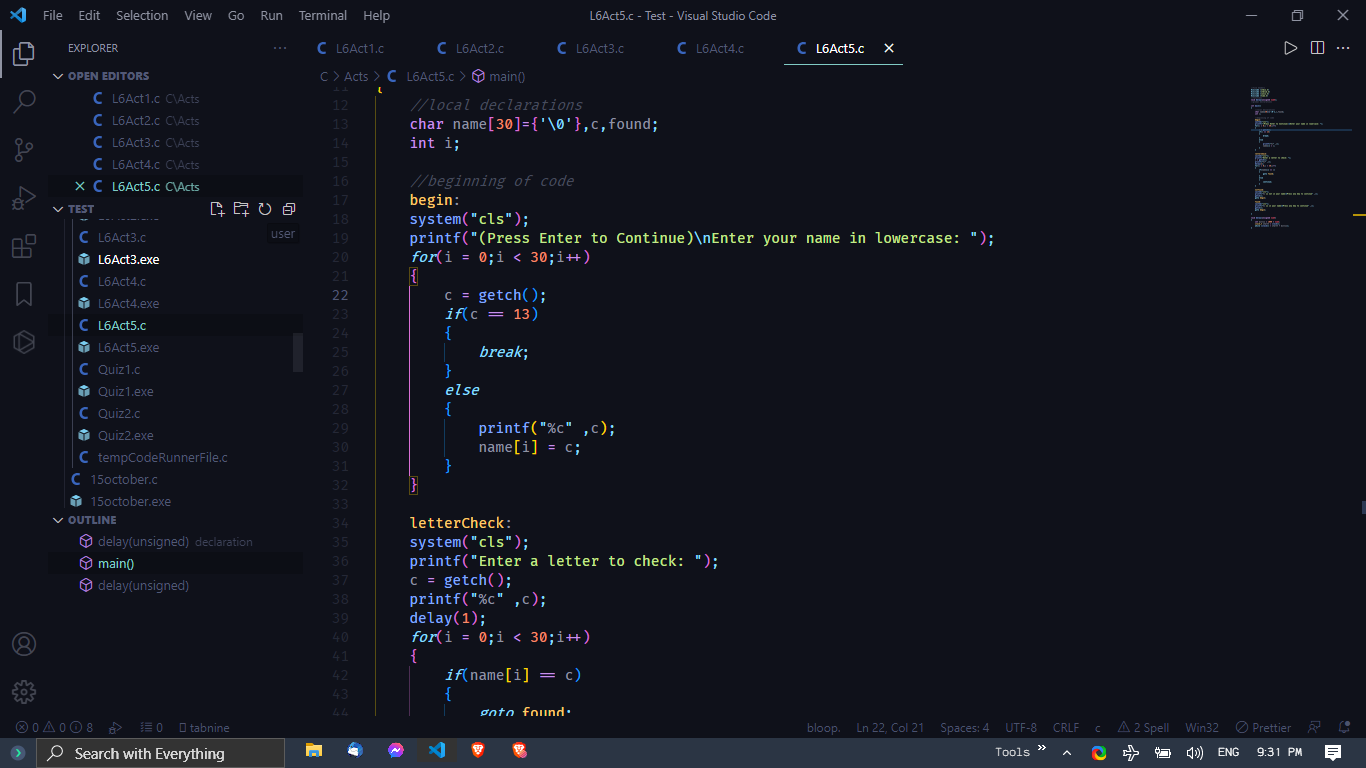 File Edit Selection View Go Run Terminal Help L6Act5.c - Test - Visual Studio Code
EXPLORER
OPEN EDITORS
L6Act1.c C\Acts
L6Act2.c C\Acts
L6Act3.c C\Acts
L6Act4.c C\Acts
L6Act5.c C\Acts
TEST
user
L6Act3.c
L6Act3.exe
L6Act4.c
L6Act4.exe
L6Act5.c
L6Act5.exe
Quiz1.c
Quiz1.exe
Quiz2.c
Quiz2.exe
tempCodeRunnerFile.c
15october.c
15october.exe
OUTLINE
delay(unsigned) declaration
main()
delay(unsigned)
L6Act1.c L6Act2.c L6Act3.c L6Act4.c L6Act5.c
C > Acts > C L6Act5.c > main()
11 {
12 //local declarations
13 char name[30]={'\0'},c,found;
14 int i;
15
16 //beginning of code
17 begin:
18 system("cls");
19 printf("(Press Enter to Continue)\nEnter your name in lowercase: ");
20 for(i = 0;i < 30;i++)
21 {
22 c = getch();
23 if(c == 13)
24 {
25 break;
26 }
27 else
28 {
29 printf("%c" ,c);
30 name[i] = c;
31 }
32 }
33
34 letterCheck:
35 system("cls");
36 printf("Enter a letter to check: ");
37 c = getch();
38 printf("%c" ,c);
39 delay(1);
40 for(i = 0;i < 30;i++)
41 {
42 if(name[i] == c)
43 {
44 goto found;
0 0 8 0 tabnine bloop. Ln 22, Col 21 Spaces: 4 UTF-8 CRLF c 2 Spell Win32 Prettier
Search with Everything Tools » ENG 9:31 PM